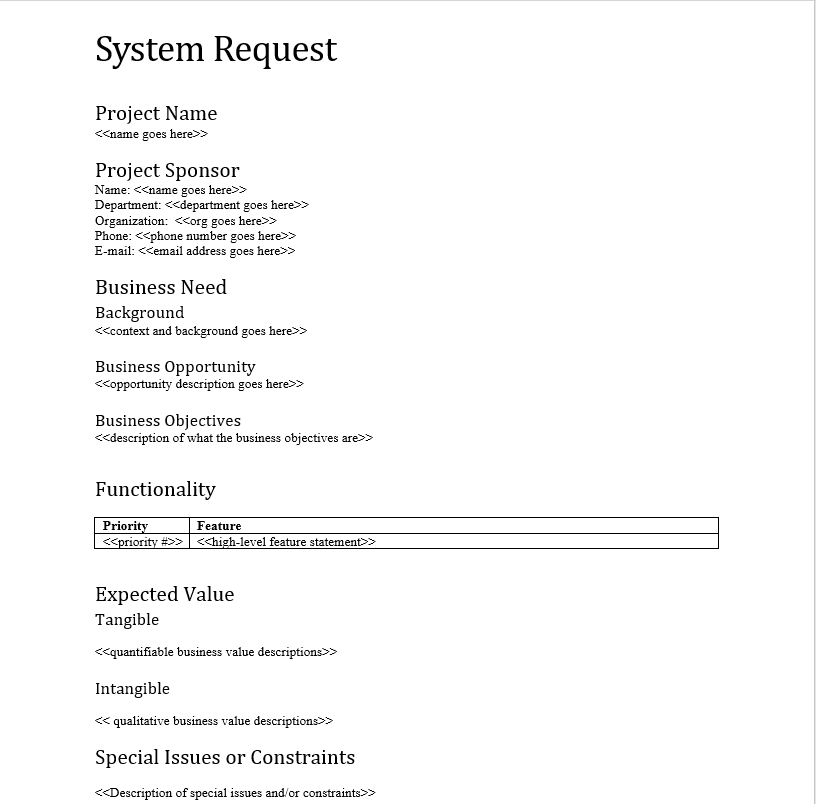 System Request
Project Name
<<name goes here>>
Project Sponsor
Name: <<name goes here>>
Department: <<department goes here>>
Organization:  <<org goes here>>
Phone: <<phone number goes here>>
E-mail: <<email address goes here>>
Business Need
Background
<<context and background goes here>>
Business Opportunity
<<opportunity description goes here>>
Business Objectives
<<description of what the business objectives are>>
Functionality
Priority Feature
<<priority #>> <<high-level feature statement>>
Expected Value
Tangible
<<quantifiable business value descriptions>>
Intangible
<< qualitative business value descriptions>>
Special Issues or Constraints
<<Description of special issues and/or constraints>>